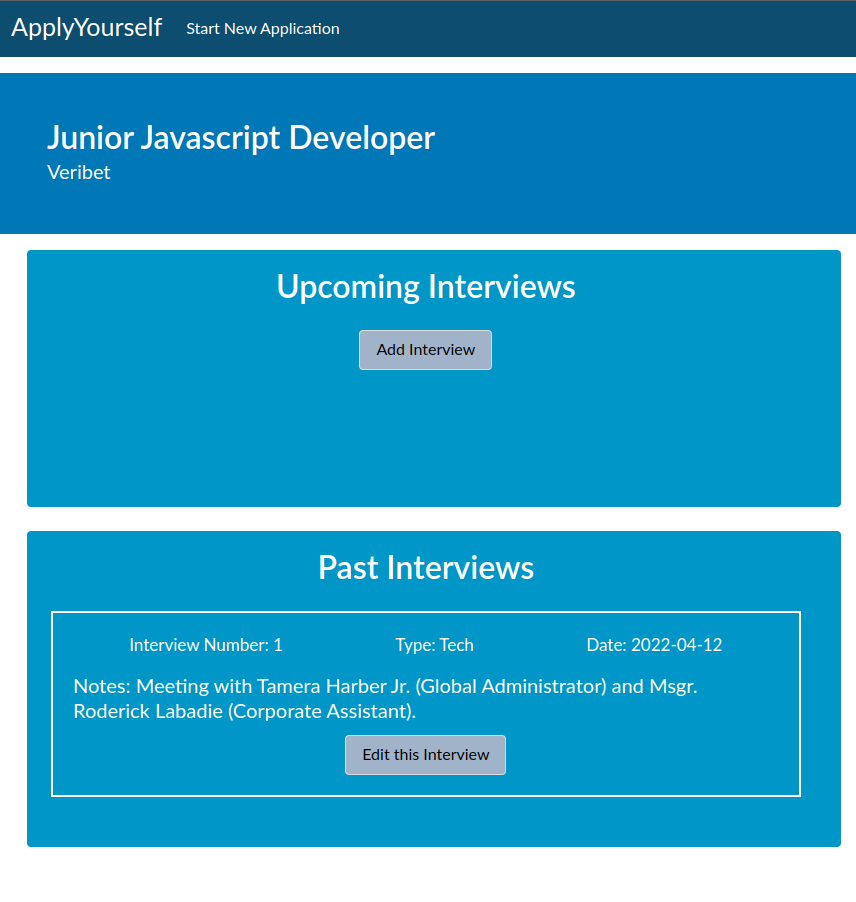 ApplyYourself Start New Application
Junior Javascript Developer
Veribet
Upcoming Interviews
Add Interview
Past Interviews
Interview Number: 1 Type: Tech Date: 2022-04-12
Notes: Meeting with Tamera Harber Jr. (Global Administrator) and Msgr.
Roderick Labadie (Corporate Assistant).
Edit this Interview